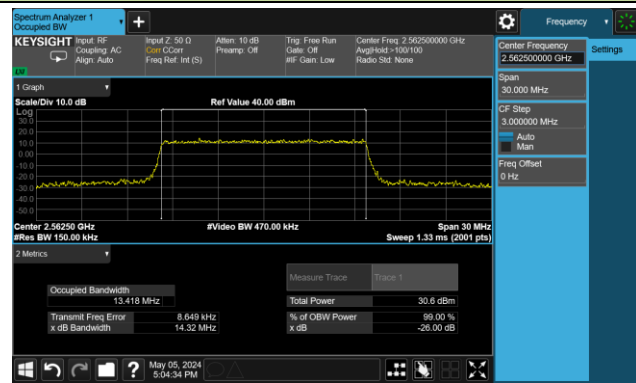 Spectrum Analyzer 1
Occupied BW
Frequency
KEYSIGHT
Input: RF
Coupling: AC
Align: Auto
Input Z: 50 Ω
Corr CCorr
Freq Ref: Int (S)
Atten: 10 dB
Preamp: Off
Trig: Free Run
Gate: Off
#IF Gain: Low
Center Freq: 2.562500000 GHz
Avg|Hold:>100/100
Radio Std: None
Center Frequency
2.562500000 GHz
Settings
Span
30.000 MHz
CF Step
3.000000 MHz
Auto
Man
Freq Offset
0 Hz
1 Graph
Scale/Div 10.0 dB
Ref Value 40.00 dBm
Log
30.0
20.0
10.0
0.00
-10.0
-20.0
-30.0
-40.0
-50.0
Center 2.56250 GHz
#Video BW 470.00 kHz
Span 30 MHz
#Res BW 150.00 kHz
Sweep 1.33 ms (2001 pts)
2 Metrics
Measure Trace
Trace 1
Occupied Bandwidth
13.418 MHz
Total Power
30.6 dBm
Transmit Freq Error
8.649 kHz
% of OBW Power
99.00 %
x dB Bandwidth
14.32 MHz
x dB
-26.00 dB
?
May 05, 2024
5:04:34 PM